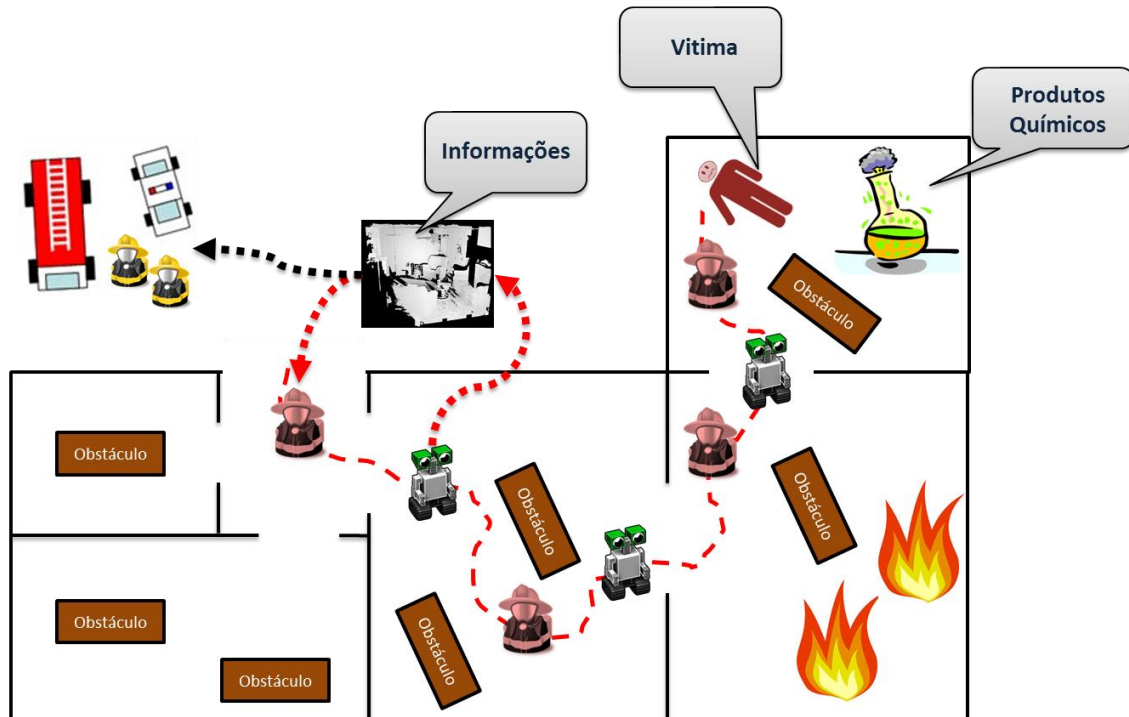 Vitima
Produtos
Químicos
Informações
Obstáculo
Obstáculo
Obstáculo
Obstáculo
Obstáculo
Obstáculo
Obstáculo
Obstáculo